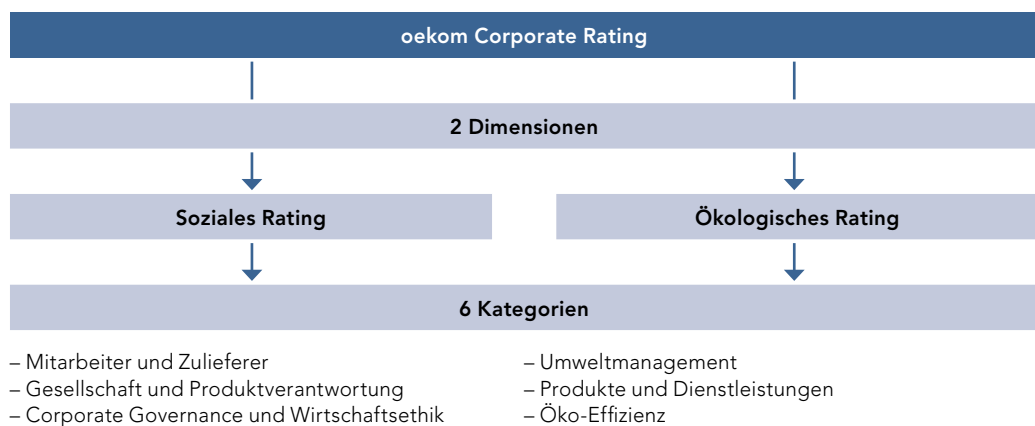 oekom Corporate Rating
2 Dimensionen
Soziales Rating
Ökologisches Rating
6 Kategorien
– Mitarbeiter und Zulieferer
– Gesellschaft und Produktverantwortung
– Corporate Governance und Wirtschaftsethik
– Umweltmanagement
– Produkte und Dienstleistungen
– Öko-Effizienz